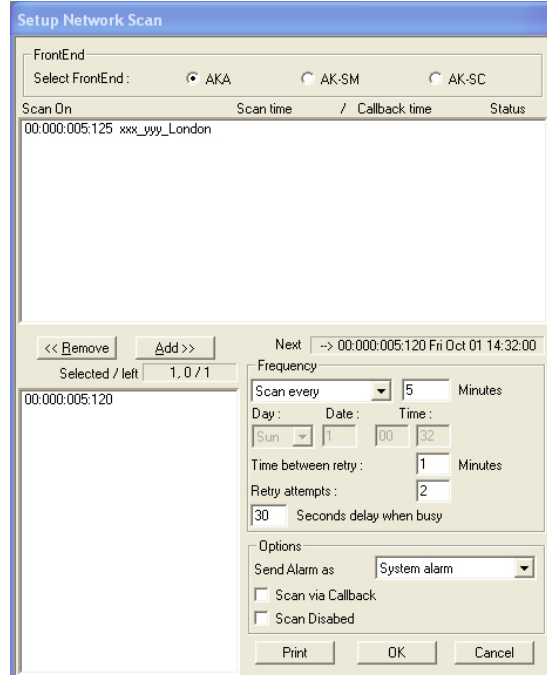 Setup Network Scan
FrontEnd
Select FrontEnd : AKA AK-SM AK-SC
Scan On Scan time / Callback time Status
00:000:005:125 xxx_yyy_London
<< Remove Add >> Next --> 00:000:005:120 Fri Oct 01 14:32:00
Selected / left 1, 0 / 1
00:000:005:120
Frequency
Scan every 5 Minutes
Day : Date : Time :
Sun 1 00 32
Time between retry : 1 Minutes
Retry attempts : 2
30 Seconds delay when busy
Options
Send Alarm as System alarm
Scan via Callback
Scan Disabed
Print OK Cancel